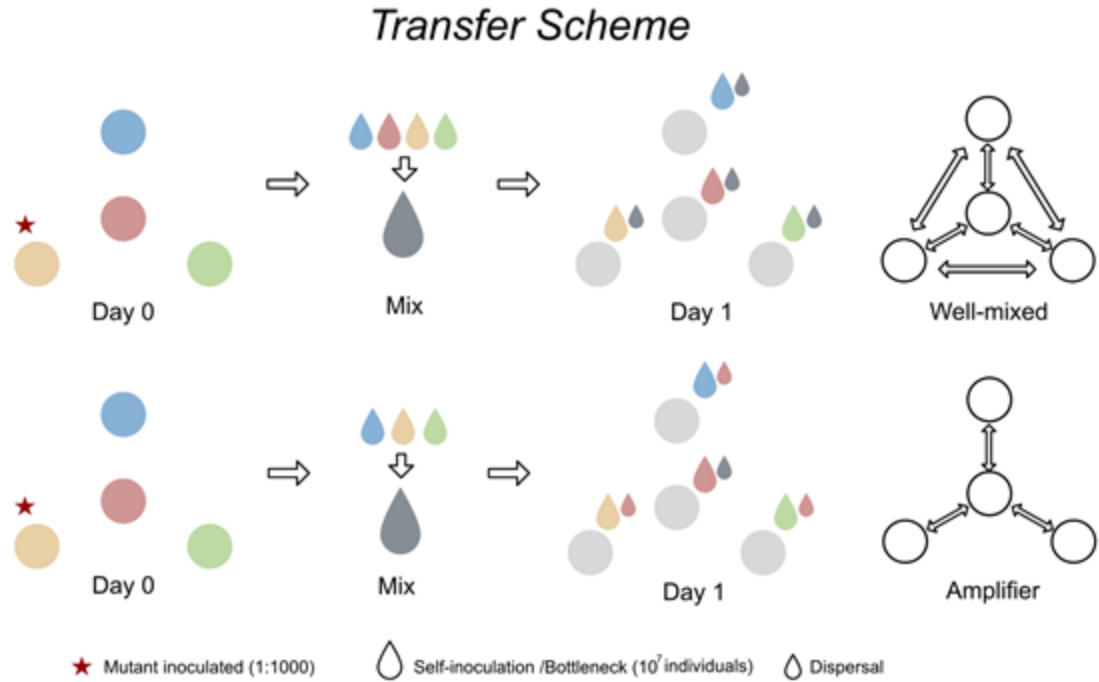 Transfer Scheme
Day 0
Mix
Day 1
Well-mixed
Day 0
Mix
Day 1
Amplifier
Mutant inoculated (1:1000)
Self-inoculation /Bottleneck (10⁷ individuals)
Dispersal